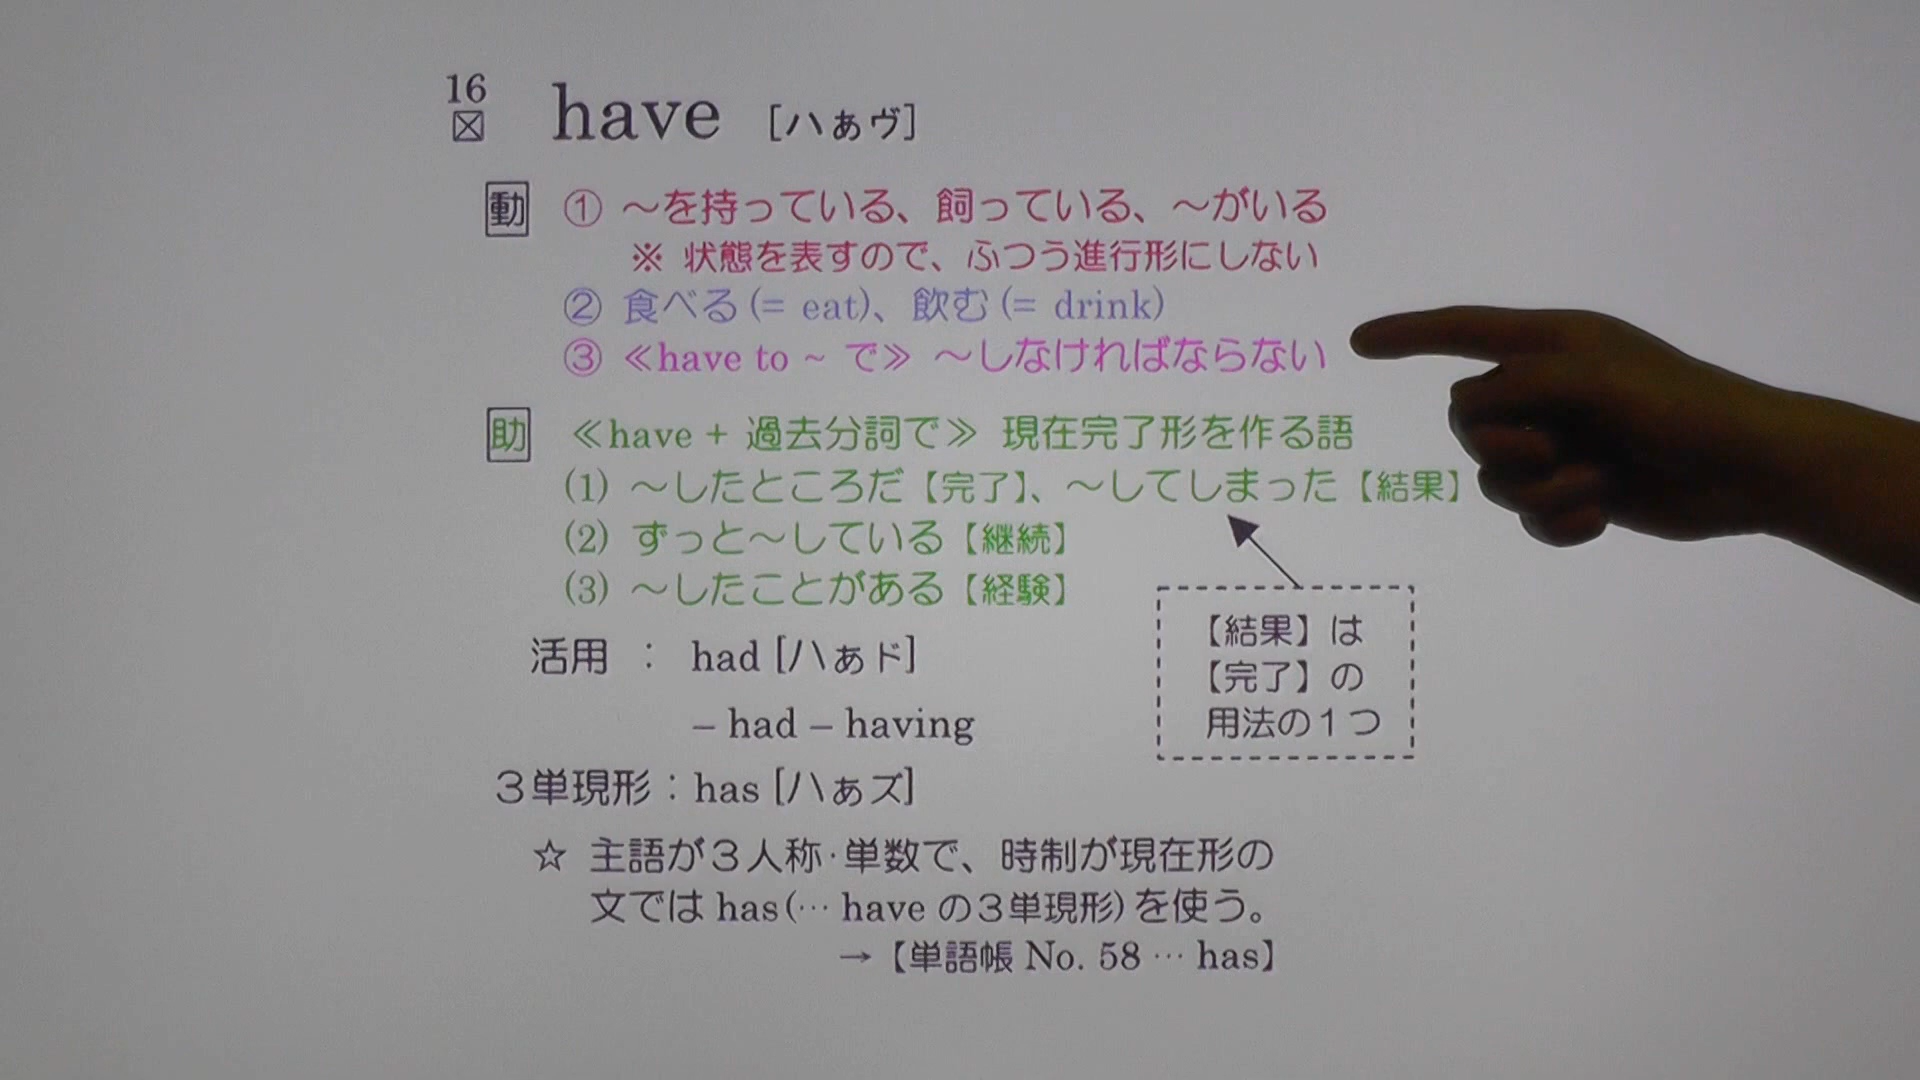 16
have [ハぁヴ]
動 ① ～を持っている、飼っている、～がいる
※ 状態を表すので、ふつう進行形にしない
② 食べる (= eat)、飲む (= drink)
③ ≪have to ~ で≫ ～しなければならない
助 ≪have + 過去分詞で≫ 現在完了形を作る語
(1) ～したところだ【完了】、～してしまった【結果】
(2) ずっと～している【継続】
(3) ～したことがある【経験】
【結果】は
【完了】の
用法の１つ
活用 ： had [ハぁド]
– had – having
３単現形：has [ハぁズ]
☆ 主語が３人称·単数で、時制が現在形の
文では has (… have の３単現形) を使う。
→【単語帳 No. 58 … has】